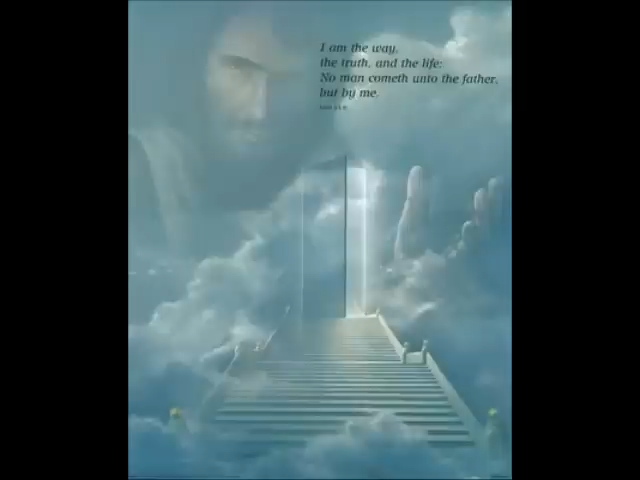 I am the way,
the truth, and the life:
No man cometh unto the father,
but by me.